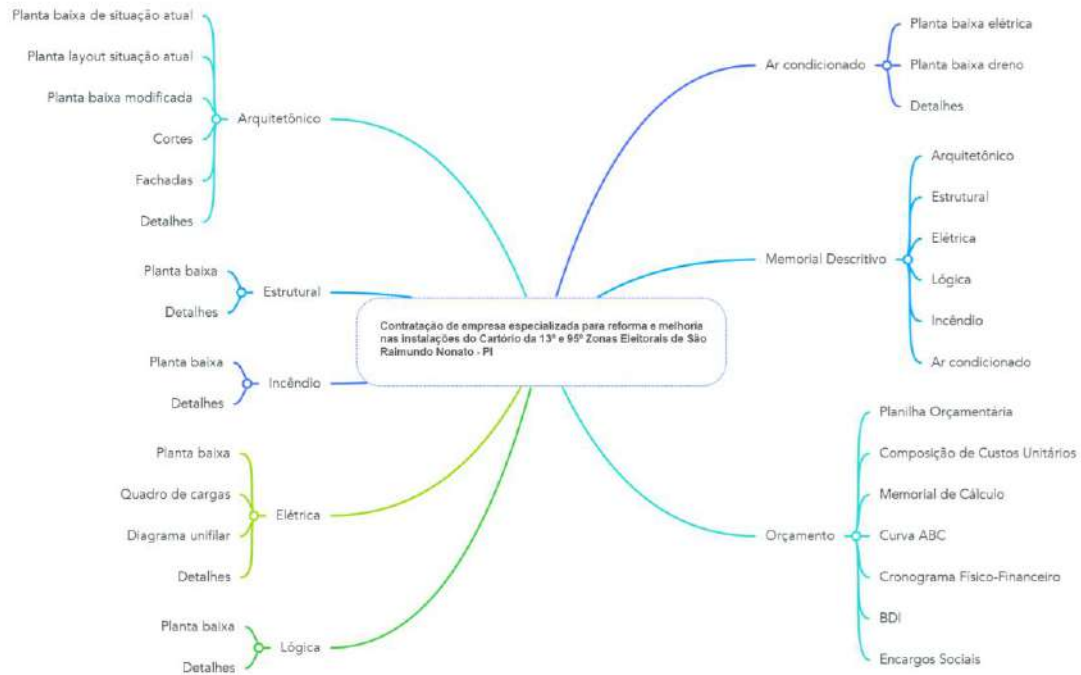 Planta baixa de situação atual
Planta layout situação atual
Planta baixa modificada
Cortes
Fachadas
Detalhes
Arquitetônico
Planta baixa
Detalhes
Estrutural
Planta baixa
Detalhes
Incêndio
Planta baixa
Quadro de cargas
Diagrama unifilar
Detalhes
Elétrica
Planta baixa
Detalhes
Lógica
Contratação de empresa especializada para reforma e melhoria
nas instalações do Cartório da 13ª e 95ª Zonas Eleitorais de São
Raimundo Nonato - PI
Ar condicionado
Planta baixa elétrica
Planta baixa dreno
Detalhes
Memorial Descritivo
Arquitetônico
Estrutural
Elétrica
Lógica
Incêndio
Ar condicionado
Orçamento
Planilha Orçamentária
Composição de Custos Unitários
Memorial de Cálculo
Curva ABC
Cronograma Físico-Financeiro
BDI
Encargos Sociais